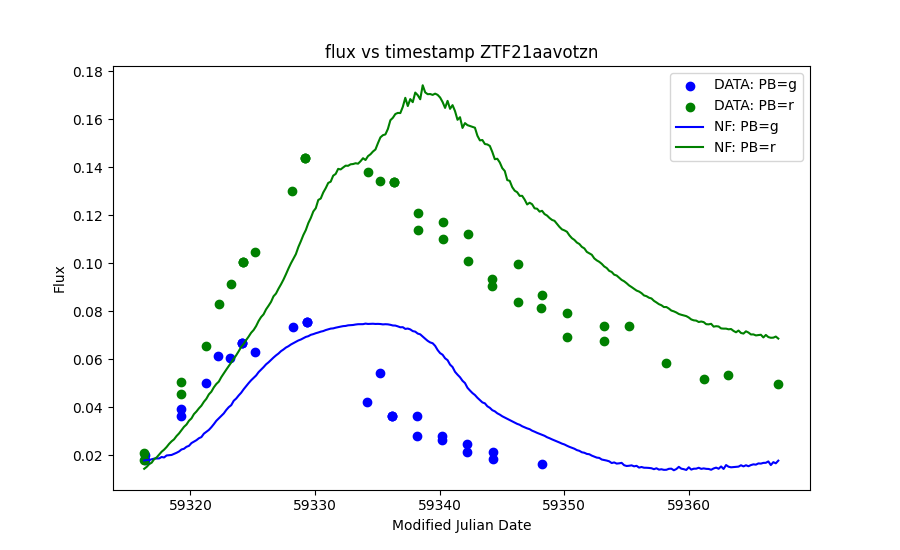 flux vs timestamp ZTF21aavotzn
DATA: PB=g
DATA: PB=r
NF: PB=g
NF: PB=r
0.18
0.16
0.14
0.12
0.10
0.08
0.06
0.04
0.02
Flux
59320 59330 59340 59350 59360
Modified Julian Date